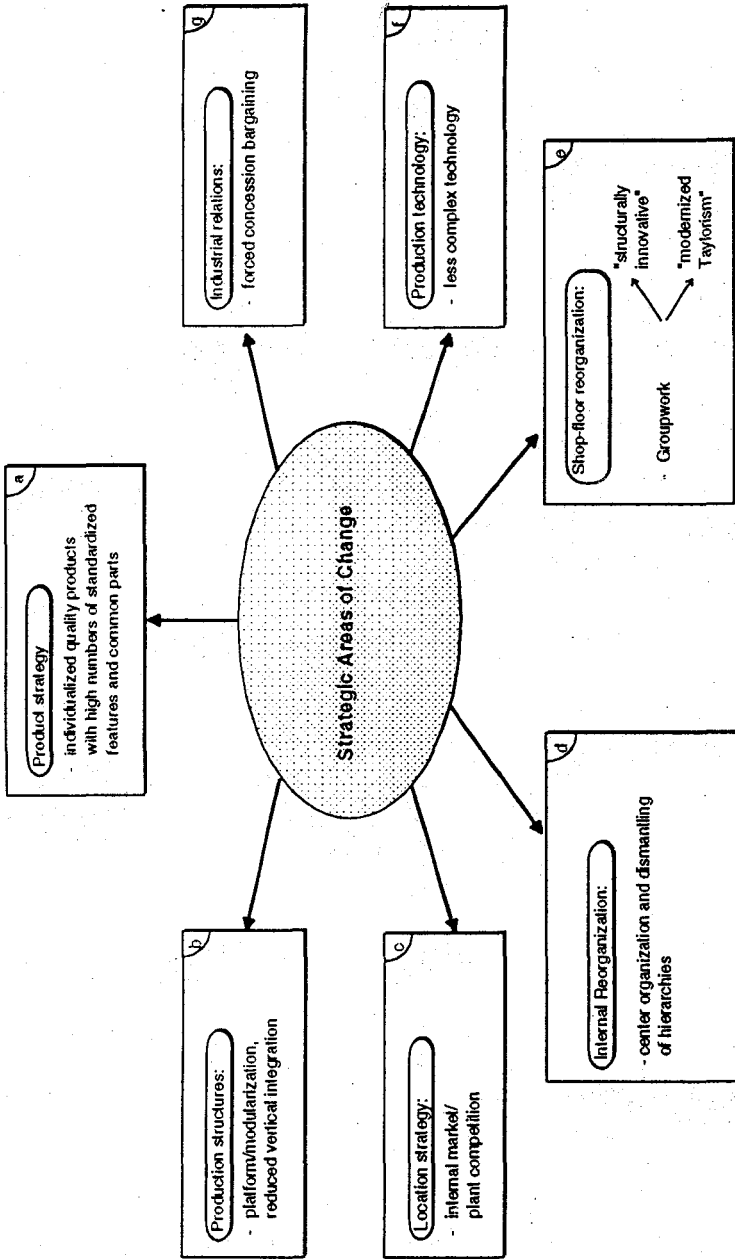 a
Product strategy
- individualized quality products
with high numbers of standardized
features and common parts
b
Production structures:
- platform/modularization,
reduced vertical integration
g
Industrial relations:
- forced concession bargaining
Strategic Areas of Change
c
Location strategy:
- internal market/
plant competition
f
Production technology:
- less complex technology
d
Internal Reorganization:
- center organization and dismantling
of hierarchies
e
Shop-floor reorganization:
- Groupwork
"structurally
innovalive"
"modernized
Taylorism"